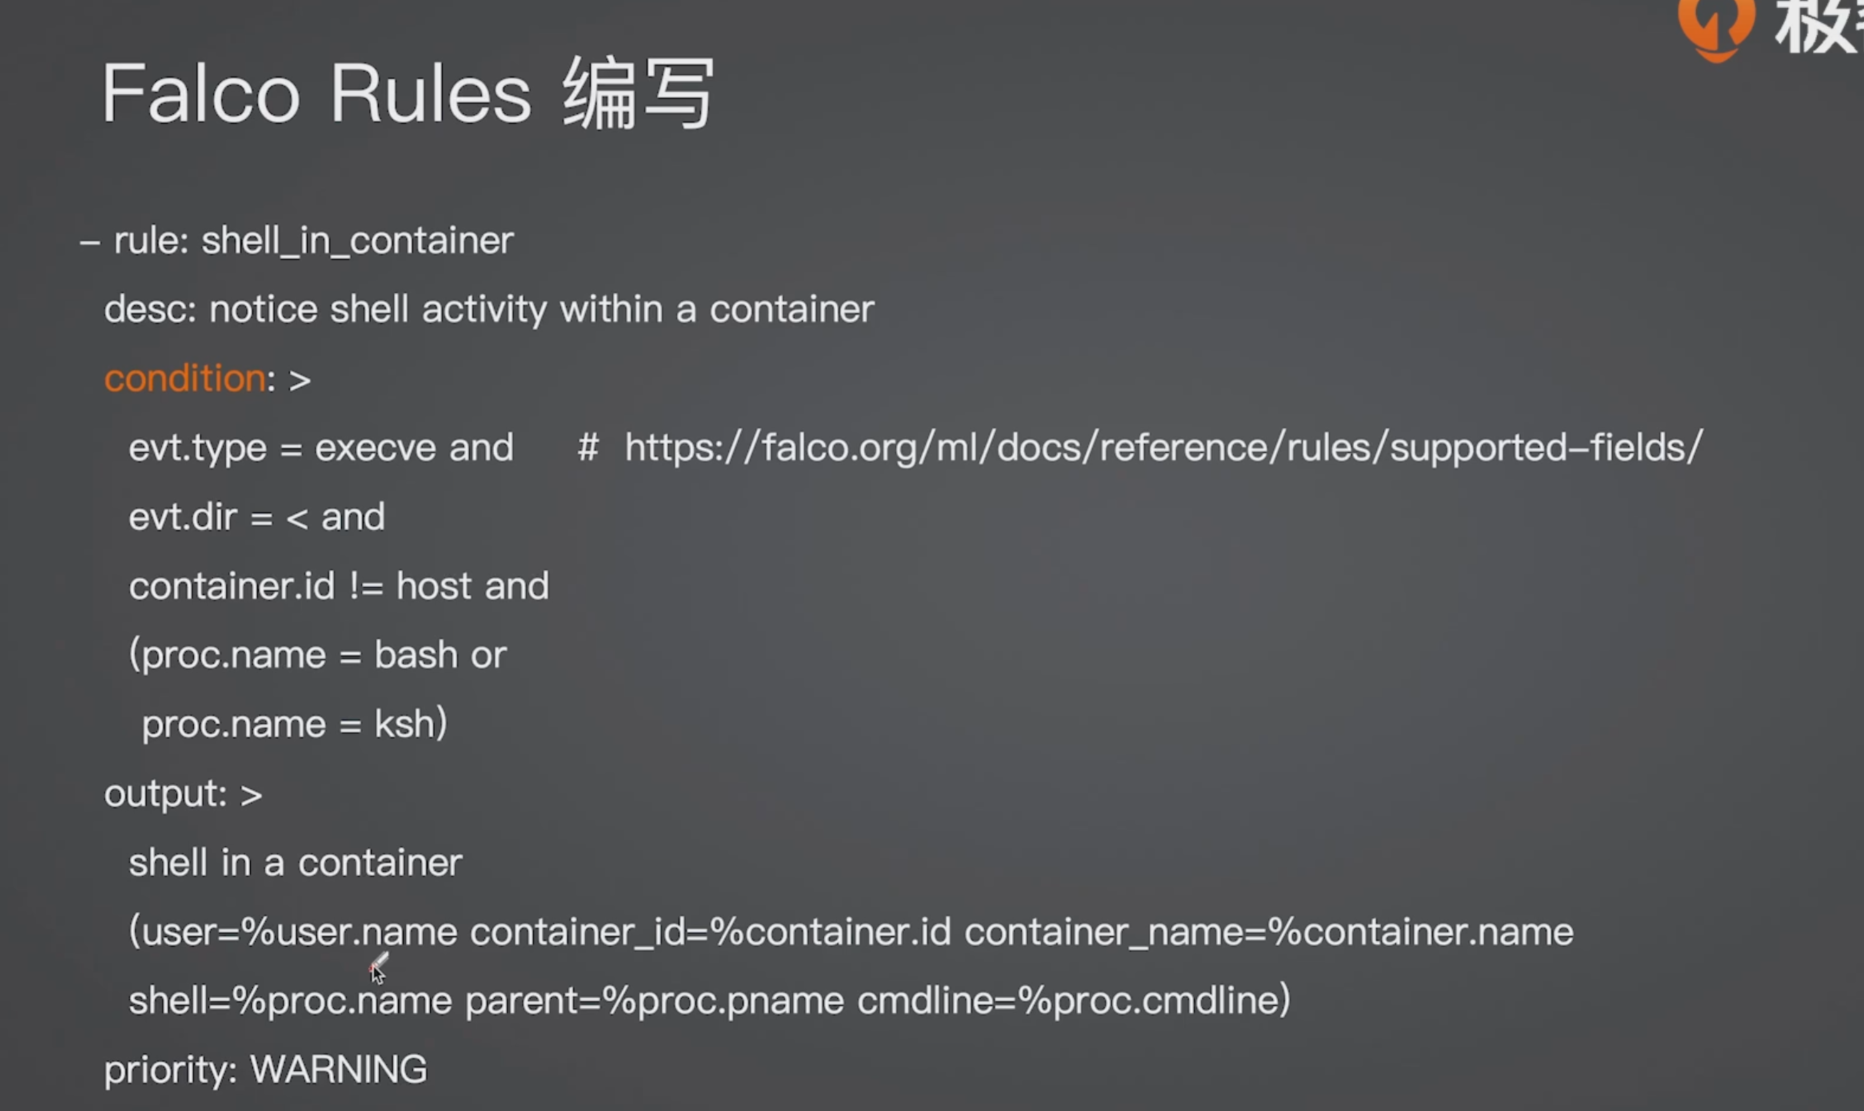 极
Falco Rules 编写
– rule: shell_in_container
desc: notice shell activity within a container
condition: >
evt.type = execve and # https://falco.org/ml/docs/reference/rules/supported–fields/
evt.dir = < and
container.id != host and
(proc.name = bash or
proc.name = ksh)
output: >
shell in a container
(user=%user.name container_id=%container.id container_name=%container.name
shell=%proc.name parent=%proc.pname cmdline=%proc.cmdline)
priority: WARNING